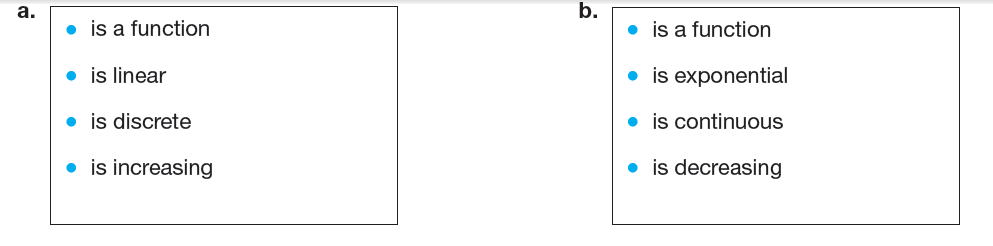 a.
• is a function
• is linear
• is discrete
• is increasing
b.
• is a function
• is exponential
• is continuous
• is decreasing